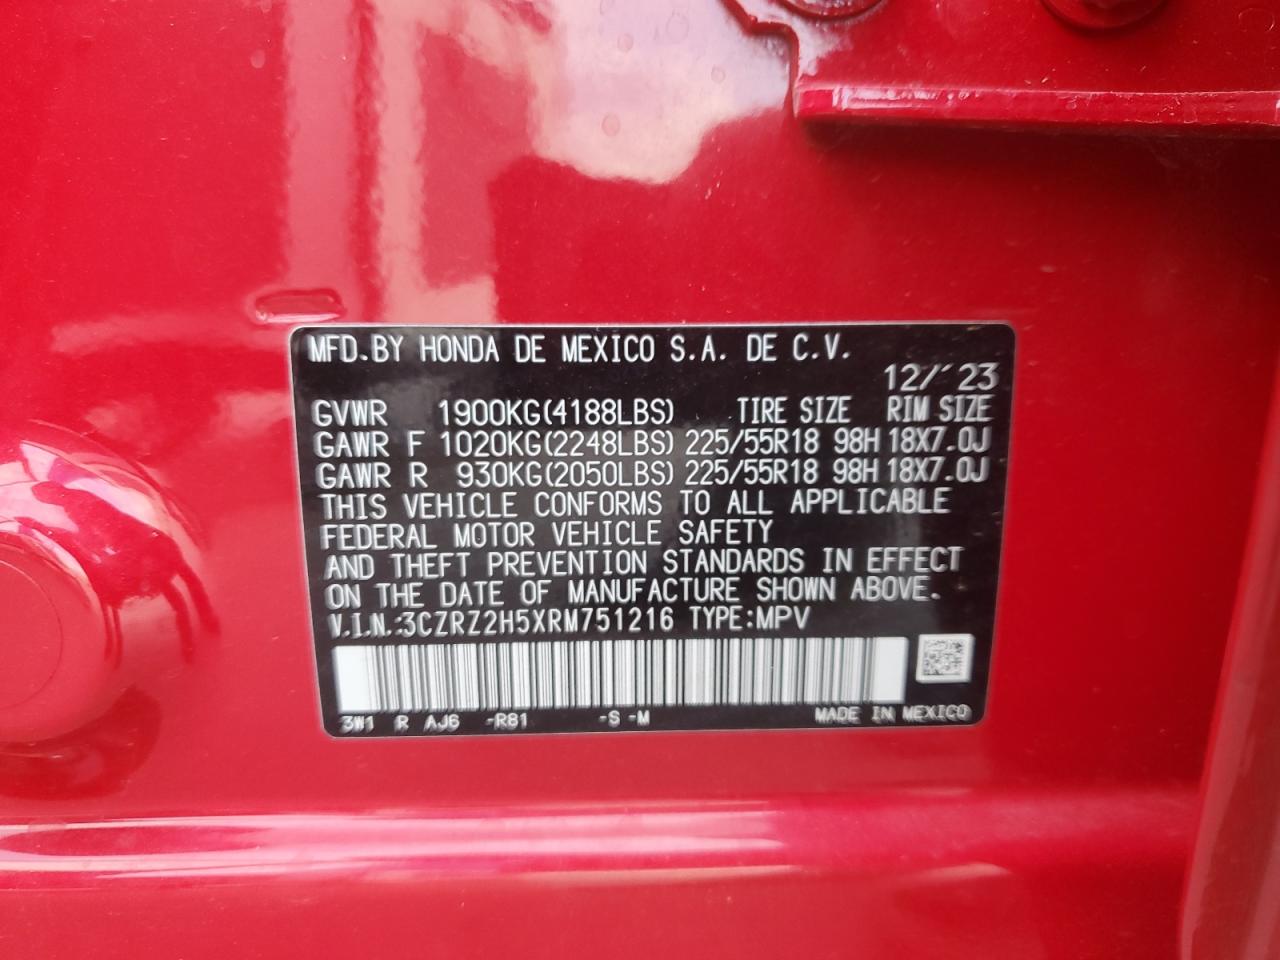 MFD.BY HONDA DE MEXICO S.A. DE C.V.
12/´23
GVWR 1900KG(4188LBS) TIRE SIZE RIM SIZE
GAWR F 1020KG(2248LBS) 225/55R18 98H 18X7.0J
GAWR R 930KG(2050LBS) 225/55R18 98H 18X7.0J
THIS VEHICLE CONFORMS TO ALL APPLICABLE
FEDERAL MOTOR VEHICLE SAFETY
AND THEFT PREVENTION STANDARDS IN EFFECT
ON THE DATE OF MANUFACTURE SHOWN ABOVE.
V.I.N.:3CZRZ2H5XRM751216 TYPE:MPV
3W1 R AJ6 -R81 -S -M MADE IN MEXICO